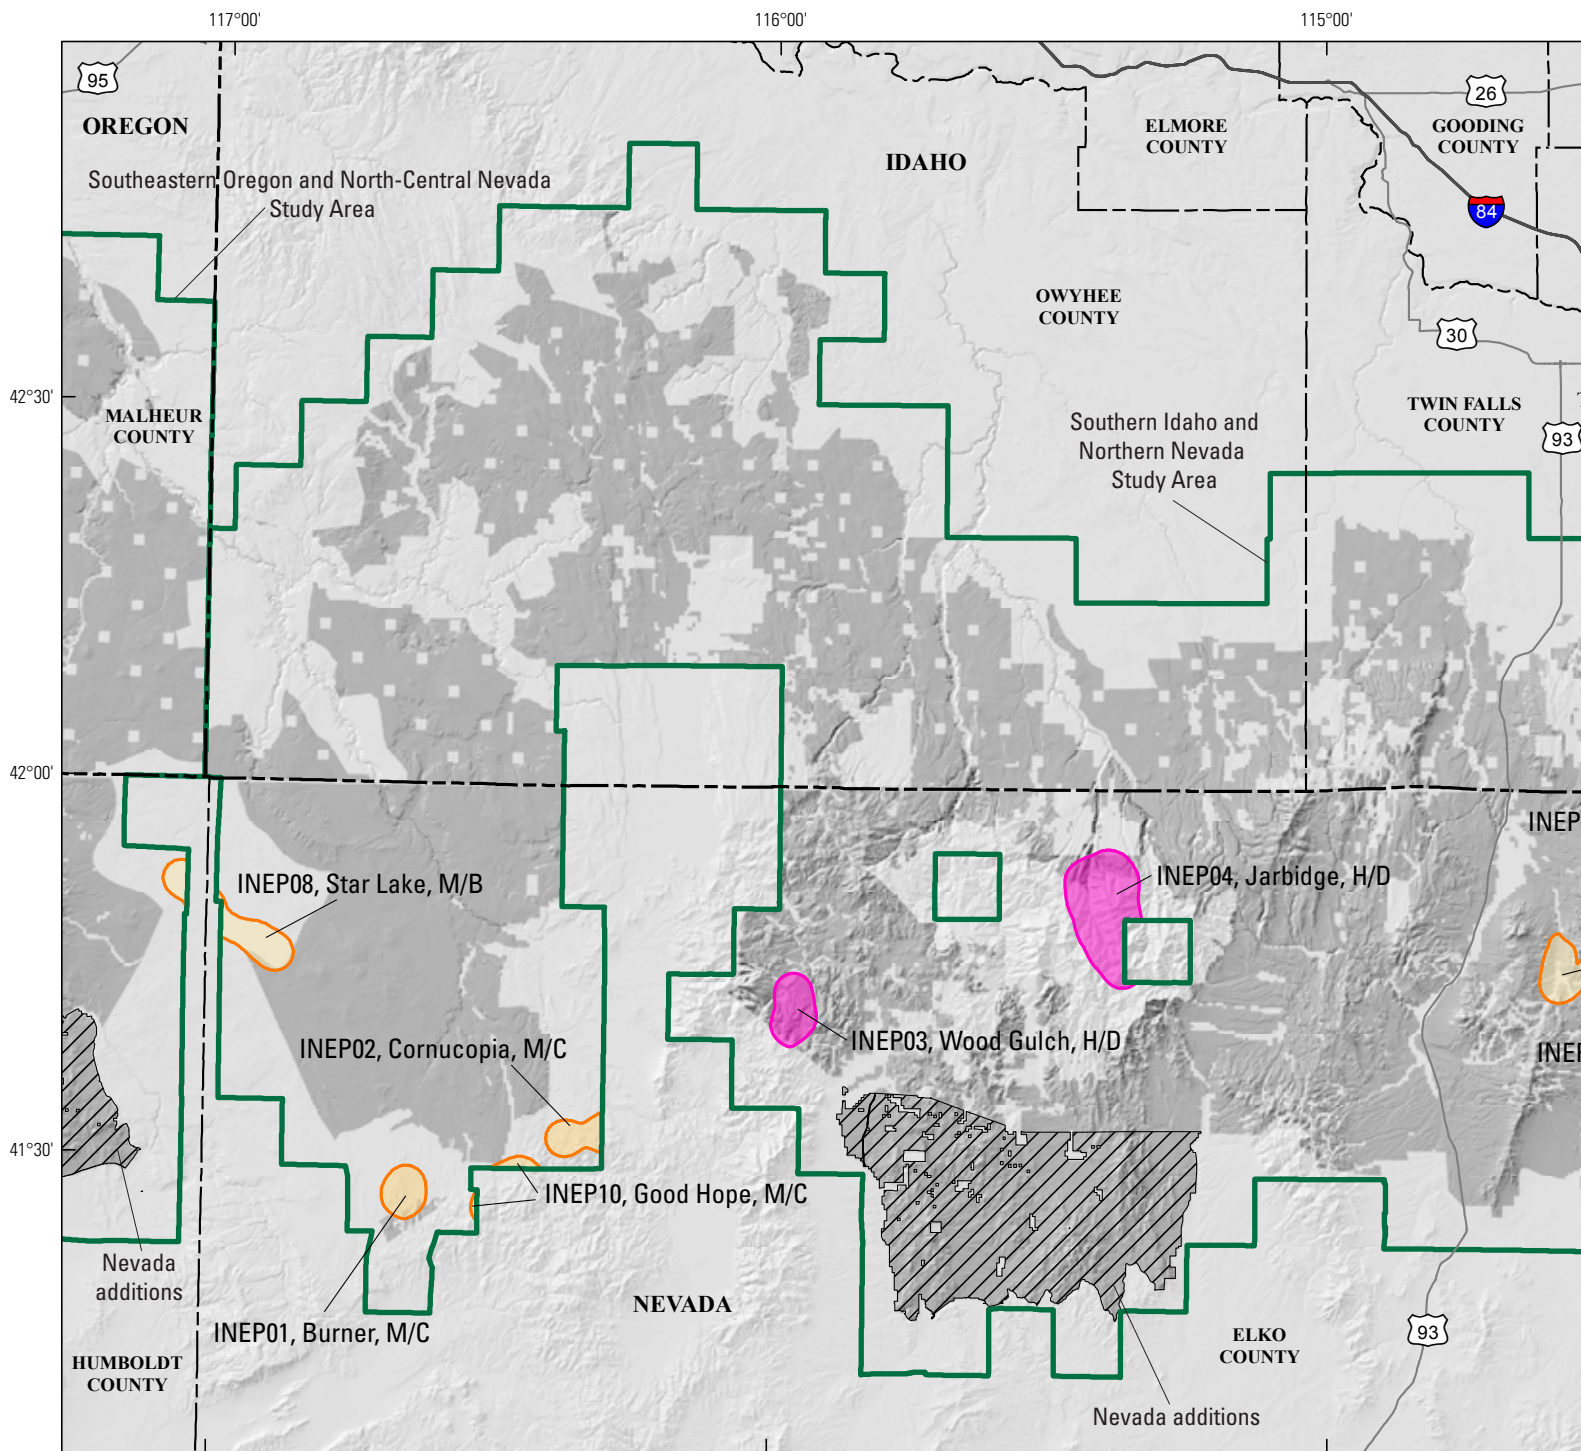 117°00'
116°00'
115°00'
95
OREGON
Southeastern Oregon and North-Central Nevada
Study Area
IDAHO
ELMORE
COUNTY
26
GOODING
COUNTY
84
OWYHEE
COUNTY
30
42°30'
MALHEUR
COUNTY
Southern Idaho and
Northern Nevada
Study Area
TWIN FALLS
COUNTY
93
42°00'
INEP
INEP08, Star Lake, M/B
INEP04, Jarbidge, H/D
INEP02, Cornucopia, M/C
INEP03, Wood Gulch, H/D
INEP
41°30'
INEP10, Good Hope, M/C
Nevada
additions
INEP01, Burner, M/C
NEVADA
HUMBOLDT
COUNTY
ELKO
COUNTY
93
Nevada additions